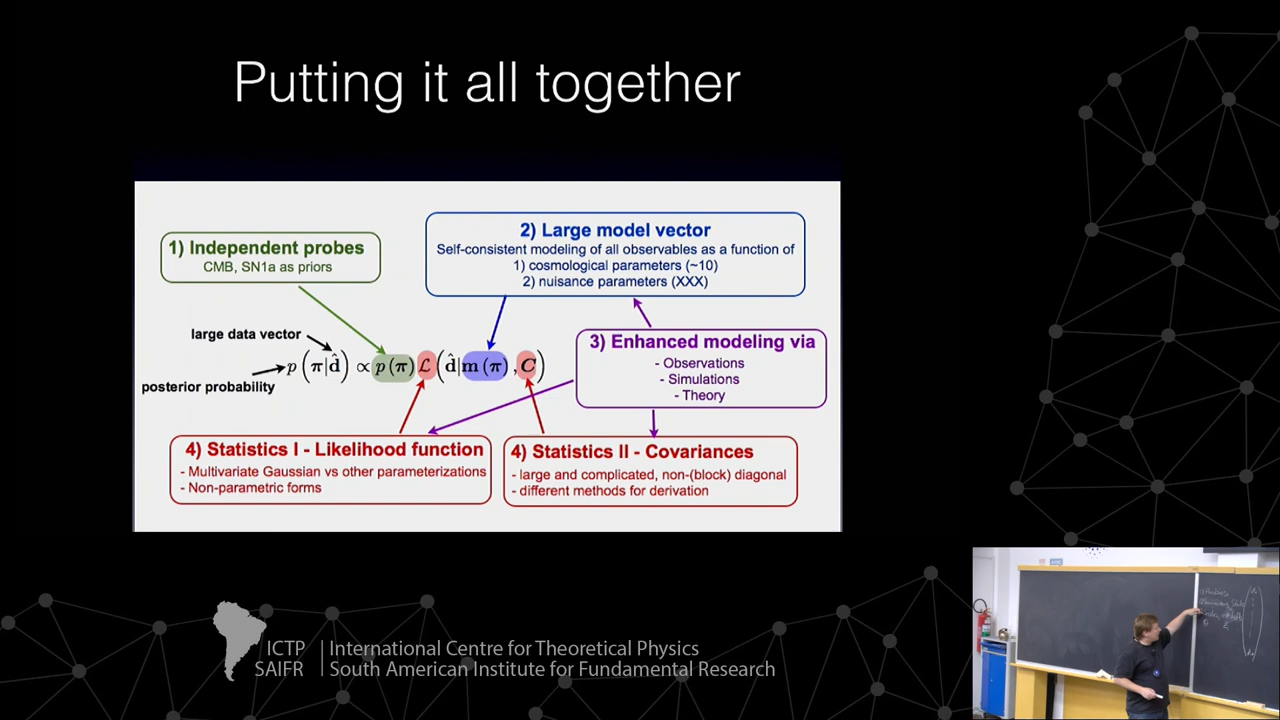 Putting it all together
1) Independent probes
CMB, SN1a as priors
2) Large model vector
Self-consistent modeling of all observables as a function of
1) cosmological parameters (~10)
2) nuisance parameters (XXX)
large data vector
posterior probability
p(π|d̂) ∝ p(π) ℒ(d̂|m(π), C)
3) Enhanced modeling via
- Observations
- Simulations
- Theory
4) Statistics I - Likelihood function
- Multivariate Gaussian vs other parameterizations
- Non-parametric forms
4) Statistics II - Covariances
- large and complicated, non-(block) diagonal
- different methods for derivation
ICTP
SAIFR
International Centre for Theoretical Physics
South American Institute for Fundamental Research